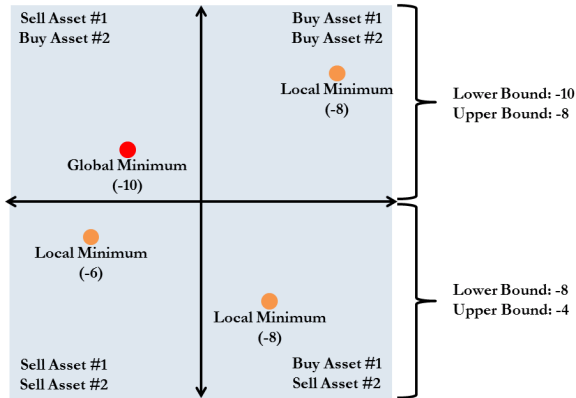 Sell Asset #1
Buy Asset #2
Buy Asset #1
Buy Asset #2
Local Minimum
(-8)
Global Minimum
(-10)
Lower Bound: -10
Upper Bound: -8
Local Minimum
(-6)
Local Minimum
(-8)
Lower Bound: -8
Upper Bound: -4
Sell Asset #1
Sell Asset #2
Buy Asset #1
Sell Asset #2